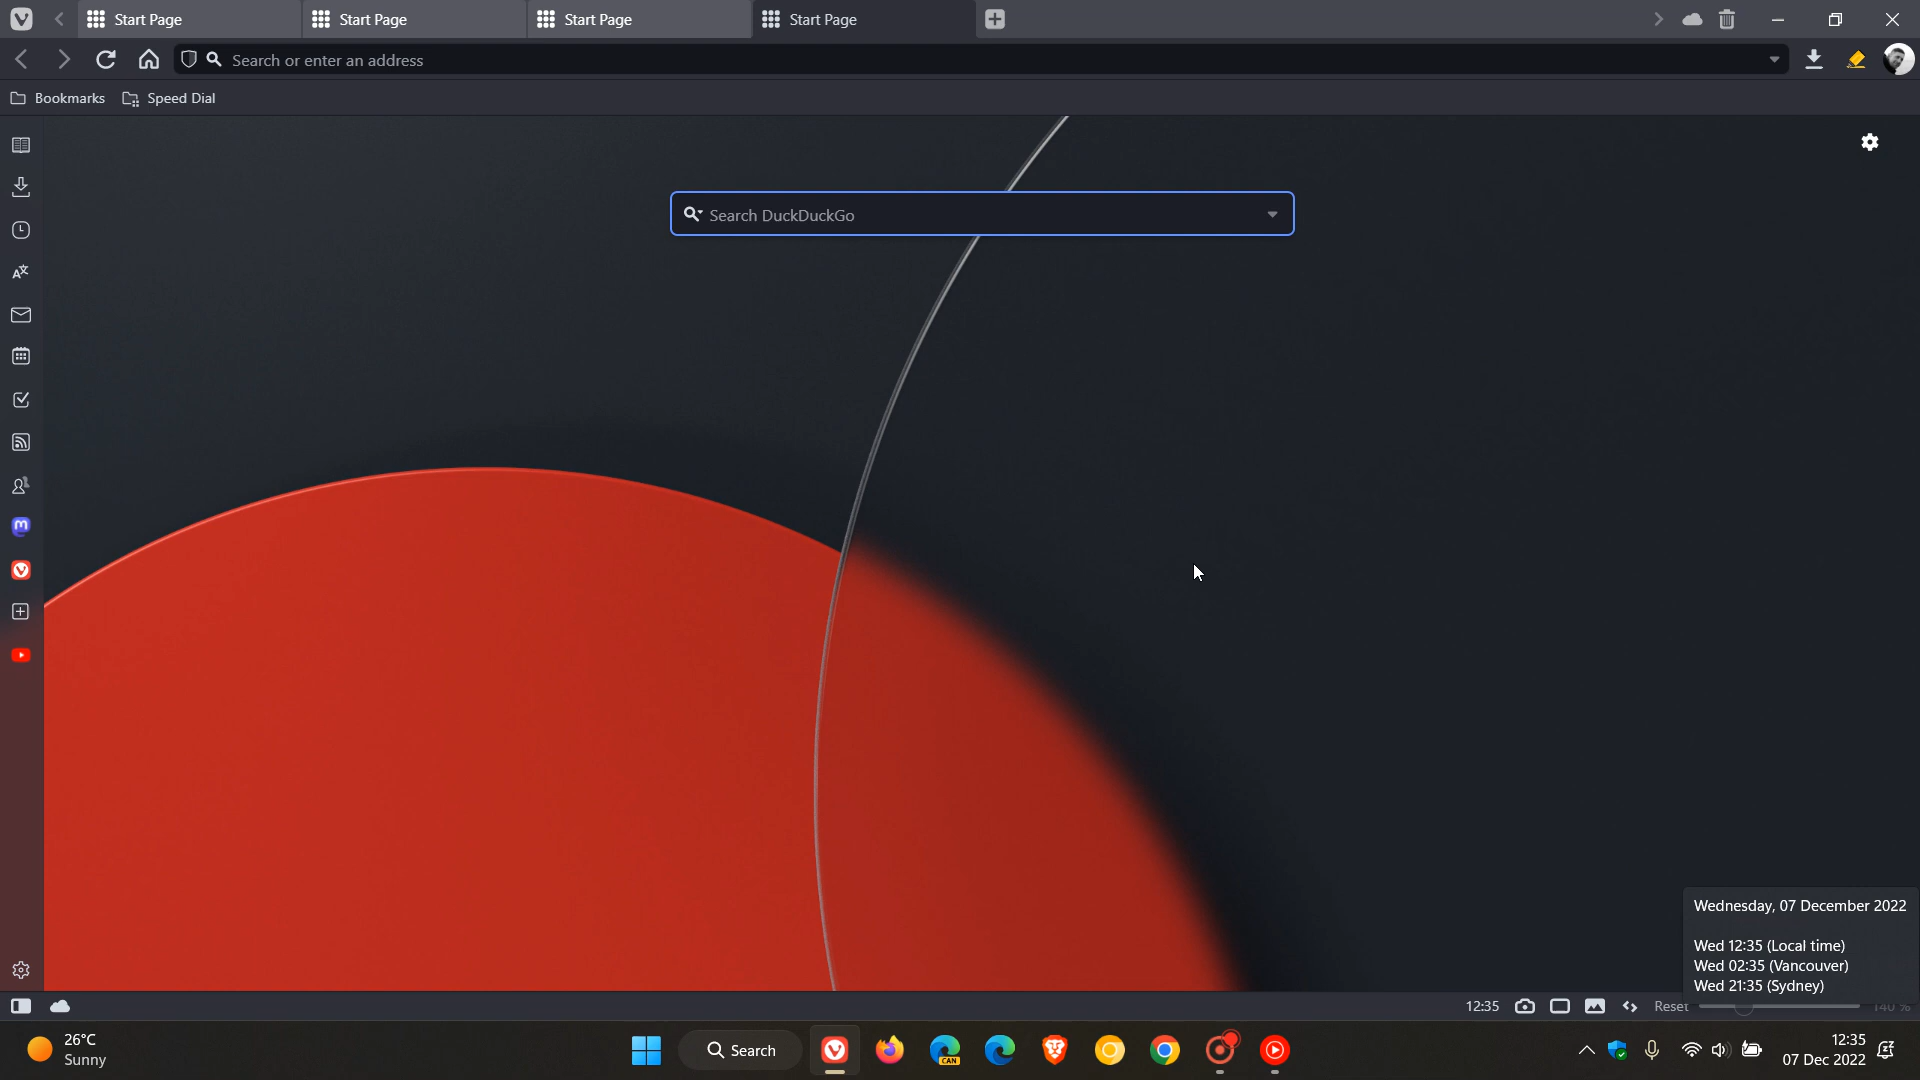 Start Page
Start Page
Start Page
Start Page
Search or enter an address
Bookmarks
Speed Dial
Search DuckDuckGo
Wednesday, 07 December 2022
Wed 12:35 (Local time)
Wed 02:35 (Vancouver)
Wed 21:35 (Sydney)
12:35
Reset
140 %
26°C
Sunny
Search
CAN
12:35
07 Dec 2022